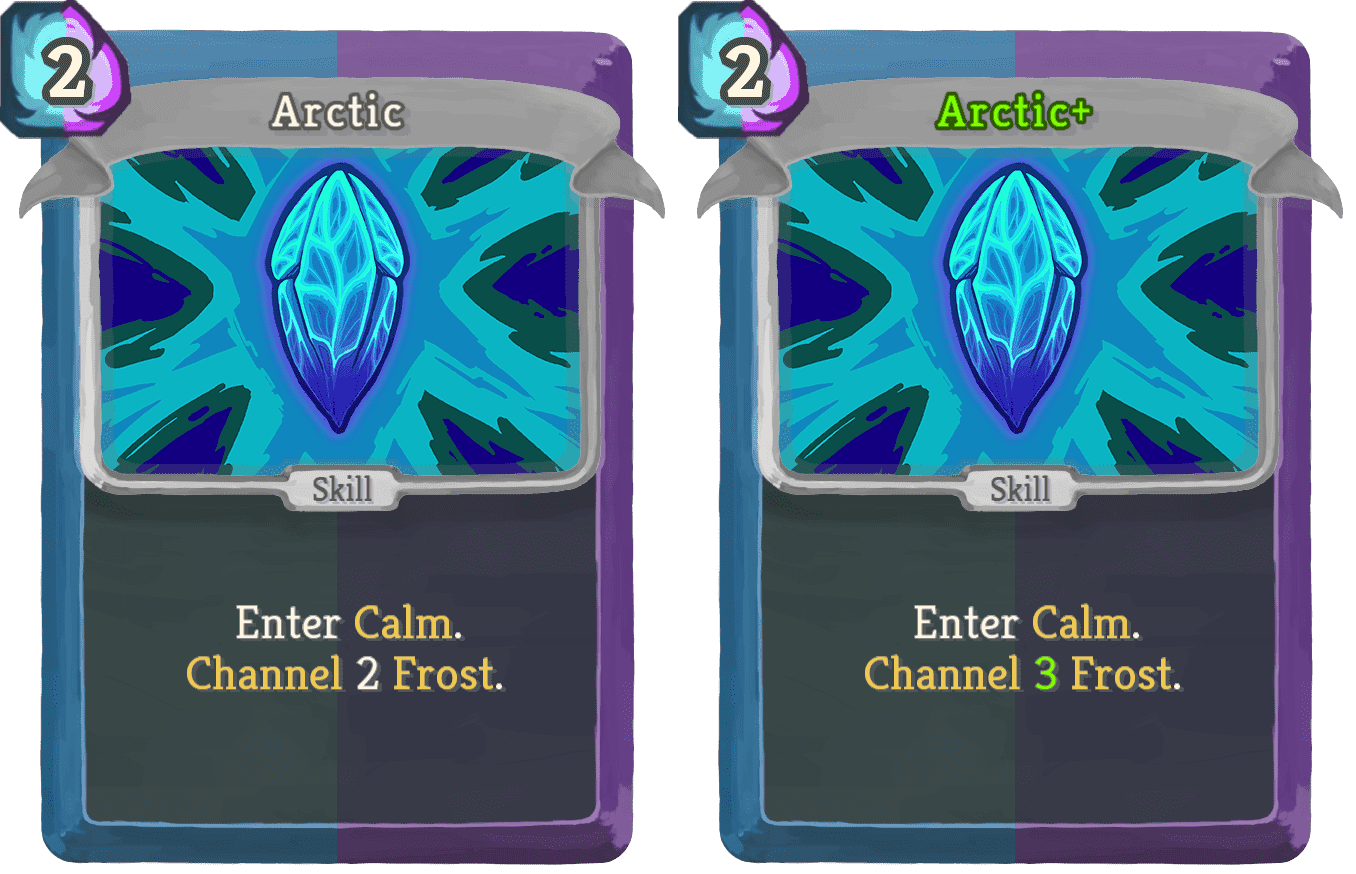 2
Arctic
Skill
Enter Calm.
Channel 2 Frost.
2
Arctic+
Skill
Enter Calm.
Channel 3 Frost.